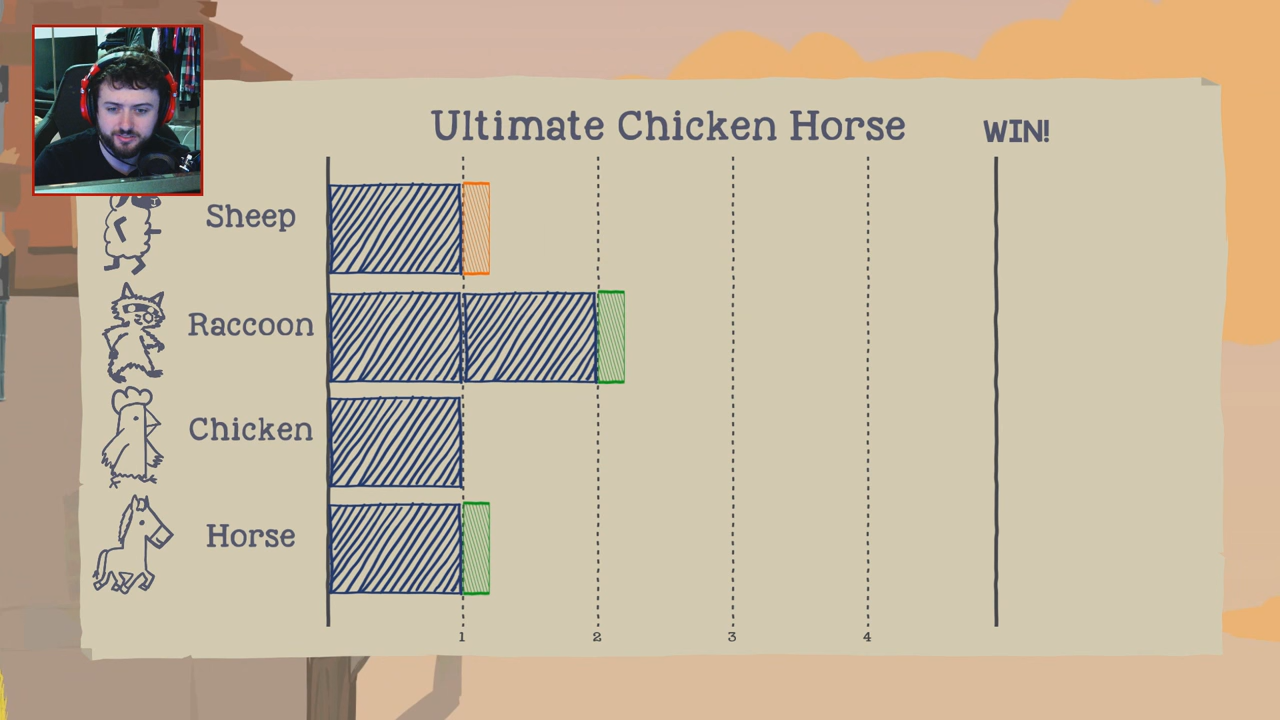 Ultimate Chicken Horse
WIN!
Sheep
Raccoon
Chicken
Horse
1 2 3 4